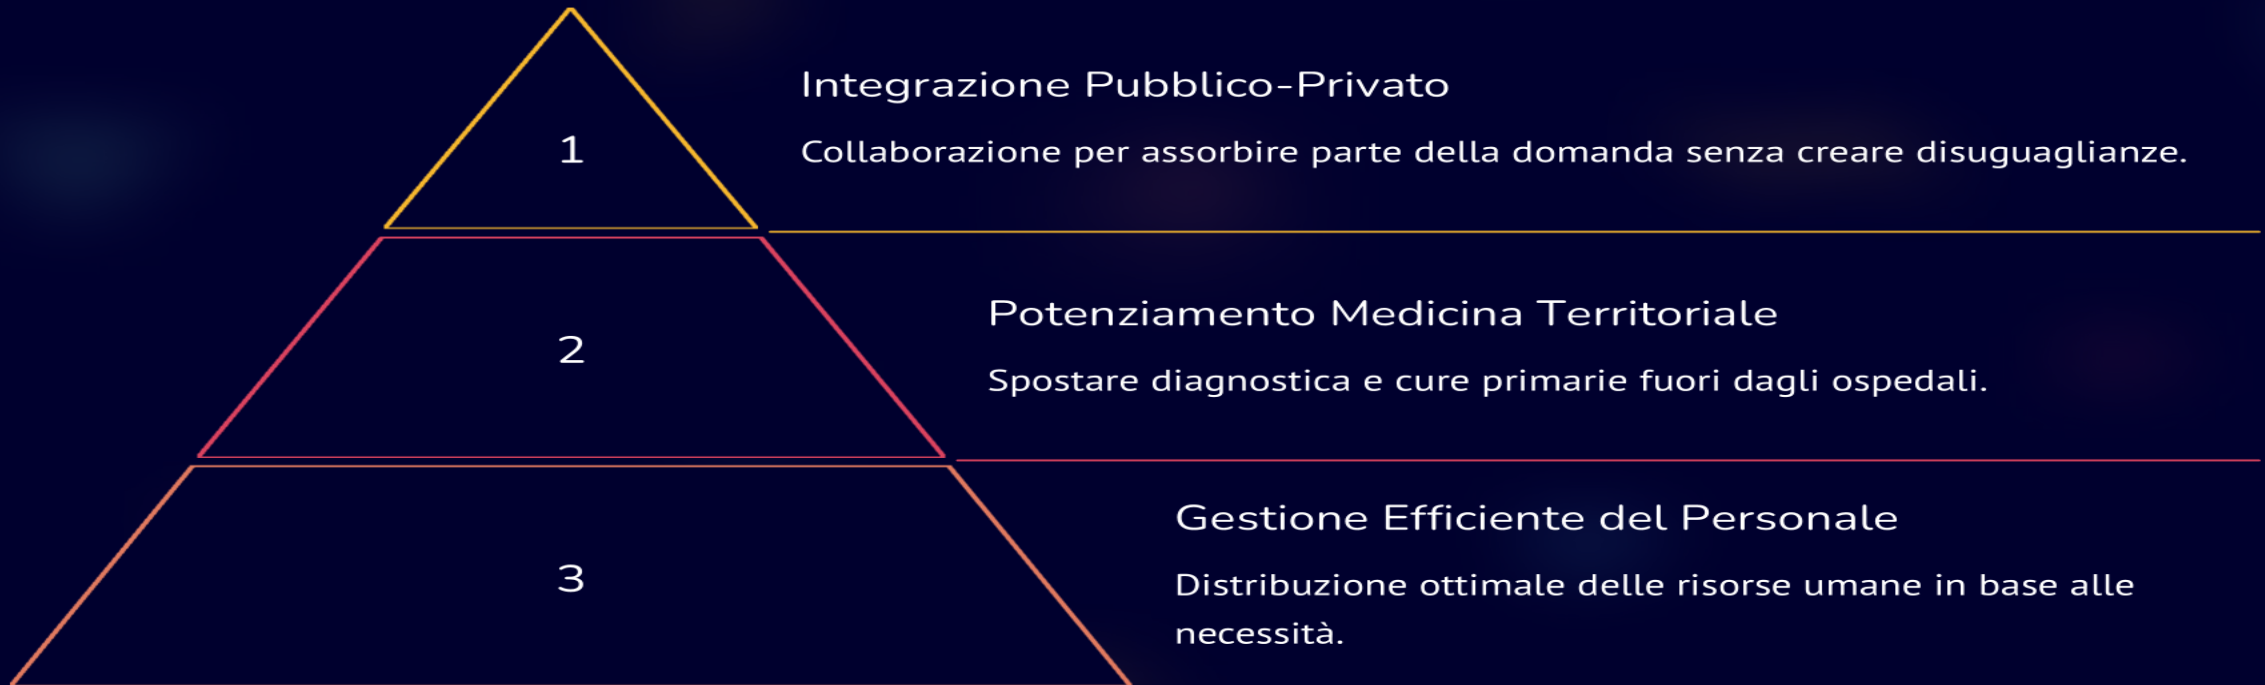 1
Integrazione Pubblico-Privato
Collaborazione per assorbire parte della domanda senza creare disuguaglianze.
2
Potenziamento Medicina Territoriale
Spostare diagnostica e cure primarie fuori dagli ospedali.
3
Gestione Efficiente del Personale
Distribuzione ottimale delle risorse umane in base alle
necessità.